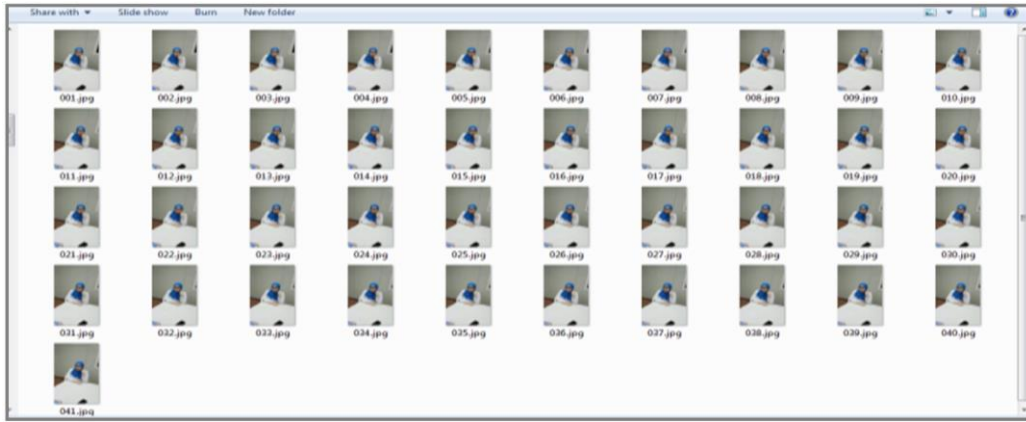 Share with Slide show Burn New folder
001.jpg 002.jpg 003.jpg 004.jpg 005.jpg 006.jpg 007.jpg 008.jpg 009.jpg 010.jpg
011.jpg 012.jpg 013.jpg 014.jpg 015.jpg 016.jpg 017.jpg 018.jpg 019.jpg 020.jpg
021.jpg 022.jpg 023.jpg 024.jpg 025.jpg 026.jpg 027.jpg 028.jpg 029.jpg 030.jpg
031.jpg 032.jpg 033.jpg 034.jpg 035.jpg 036.jpg 037.jpg 038.jpg 039.jpg 040.jpg
041.jpg